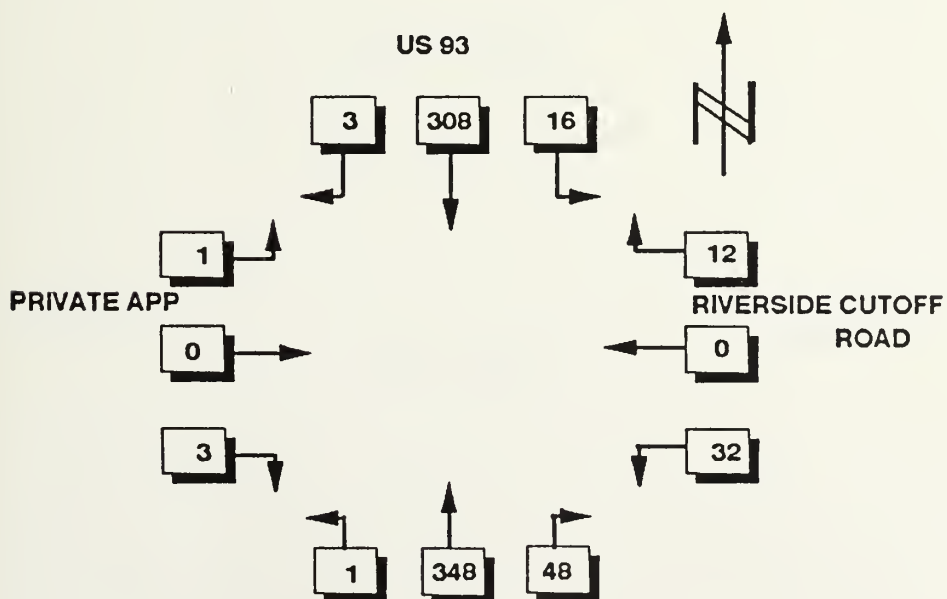 US 93
3 308 16
1 12
PRIVATE APP RIVERSIDE CUTOFF
ROAD
0 0
3 32
1 348 48